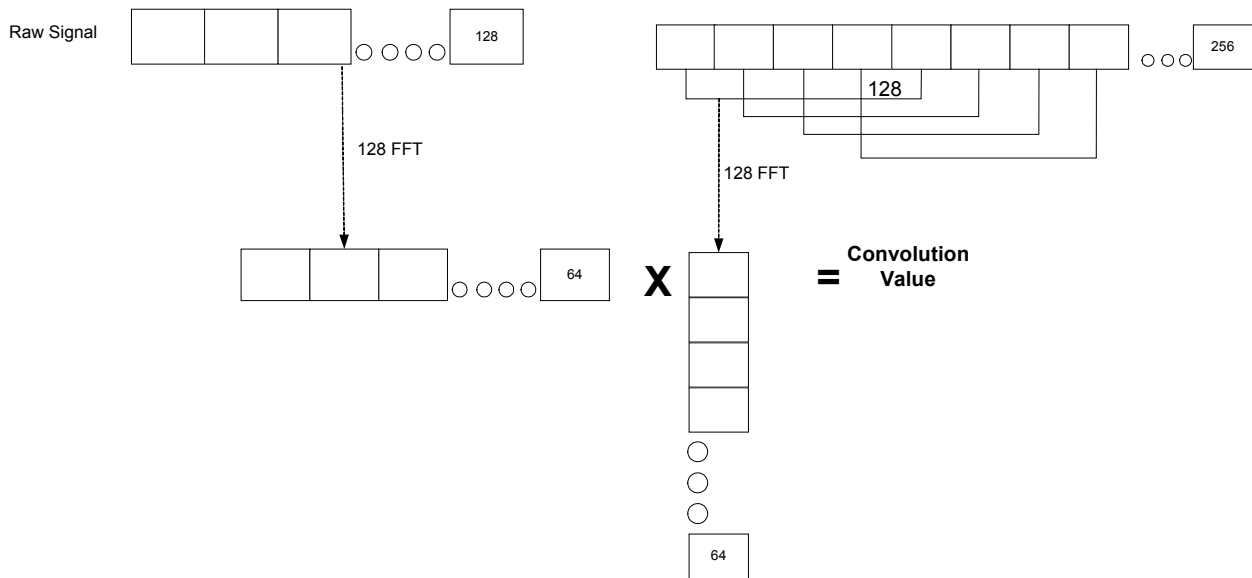 Raw Signal
128
256
128
128 FFT
128 FFT
64
X
=
Convolution
Value
64